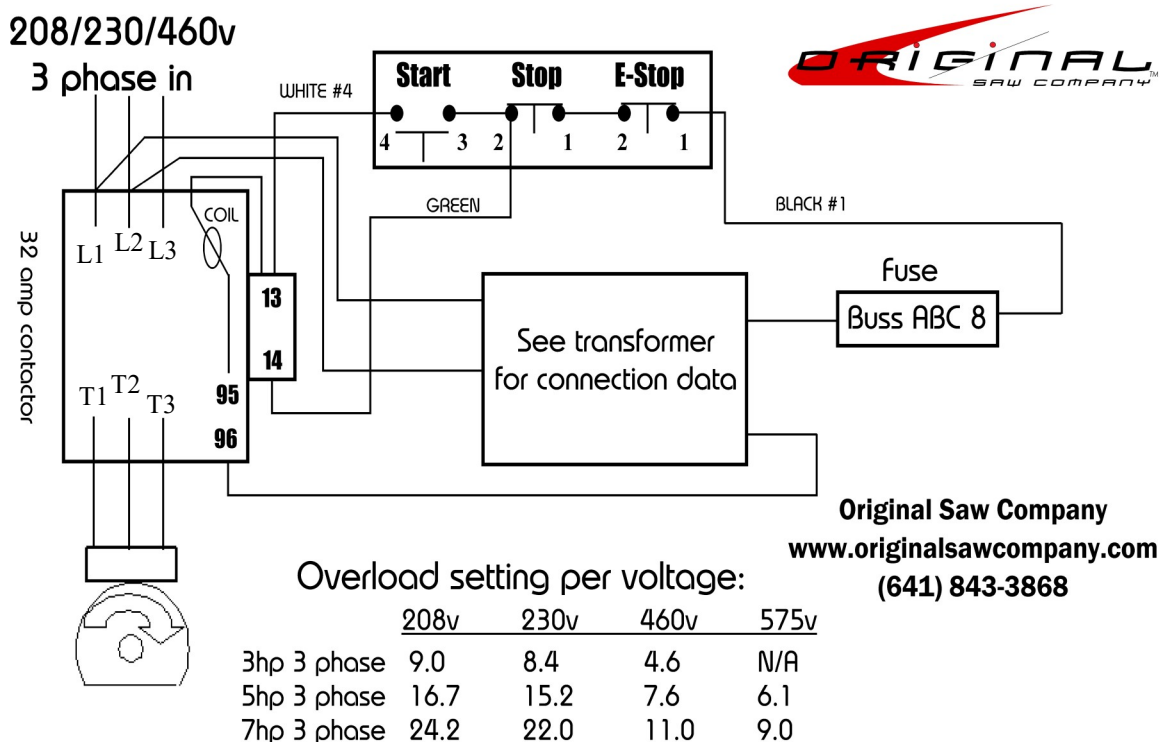 208/230/460v
3 phase in
ORIGINAL
SAW COMPANY™
WHITE #4
Start Stop E-Stop
4 3 2 1 2 1
GREEN
BLACK #1
COIL
L1 L2 L3
32 amp contactor
13
14
T1 T2 T3
95
96
See transformer
for connection data
Fuse
Buss ABC 8
Original Saw Company
www.originalsawcompany.com
(641) 843-3868
Overload setting per voltage:
208v 230v 460v 575v
3hp 3 phase 9.0 8.4 4.6 N/A
5hp 3 phase 16.7 15.2 7.6 6.1
7hp 3 phase 24.2 22.0 11.0 9.0